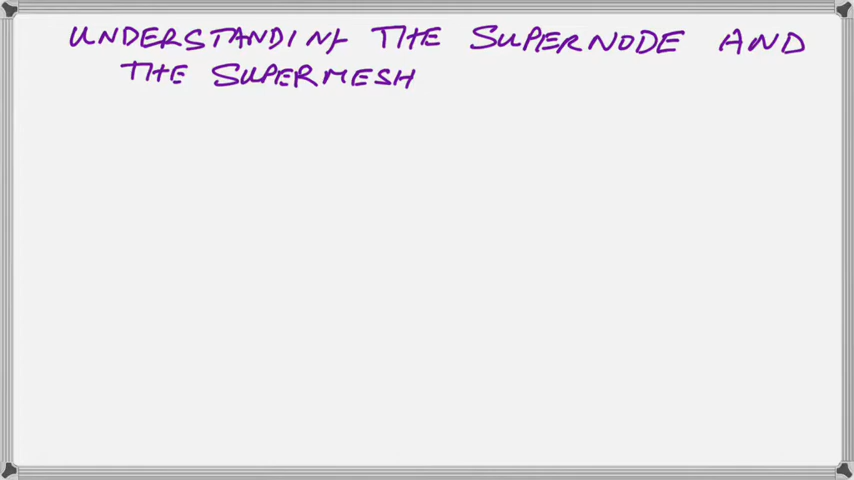 UNDERSTANDING THE SUPERNODE AND
THE SUPERMESH